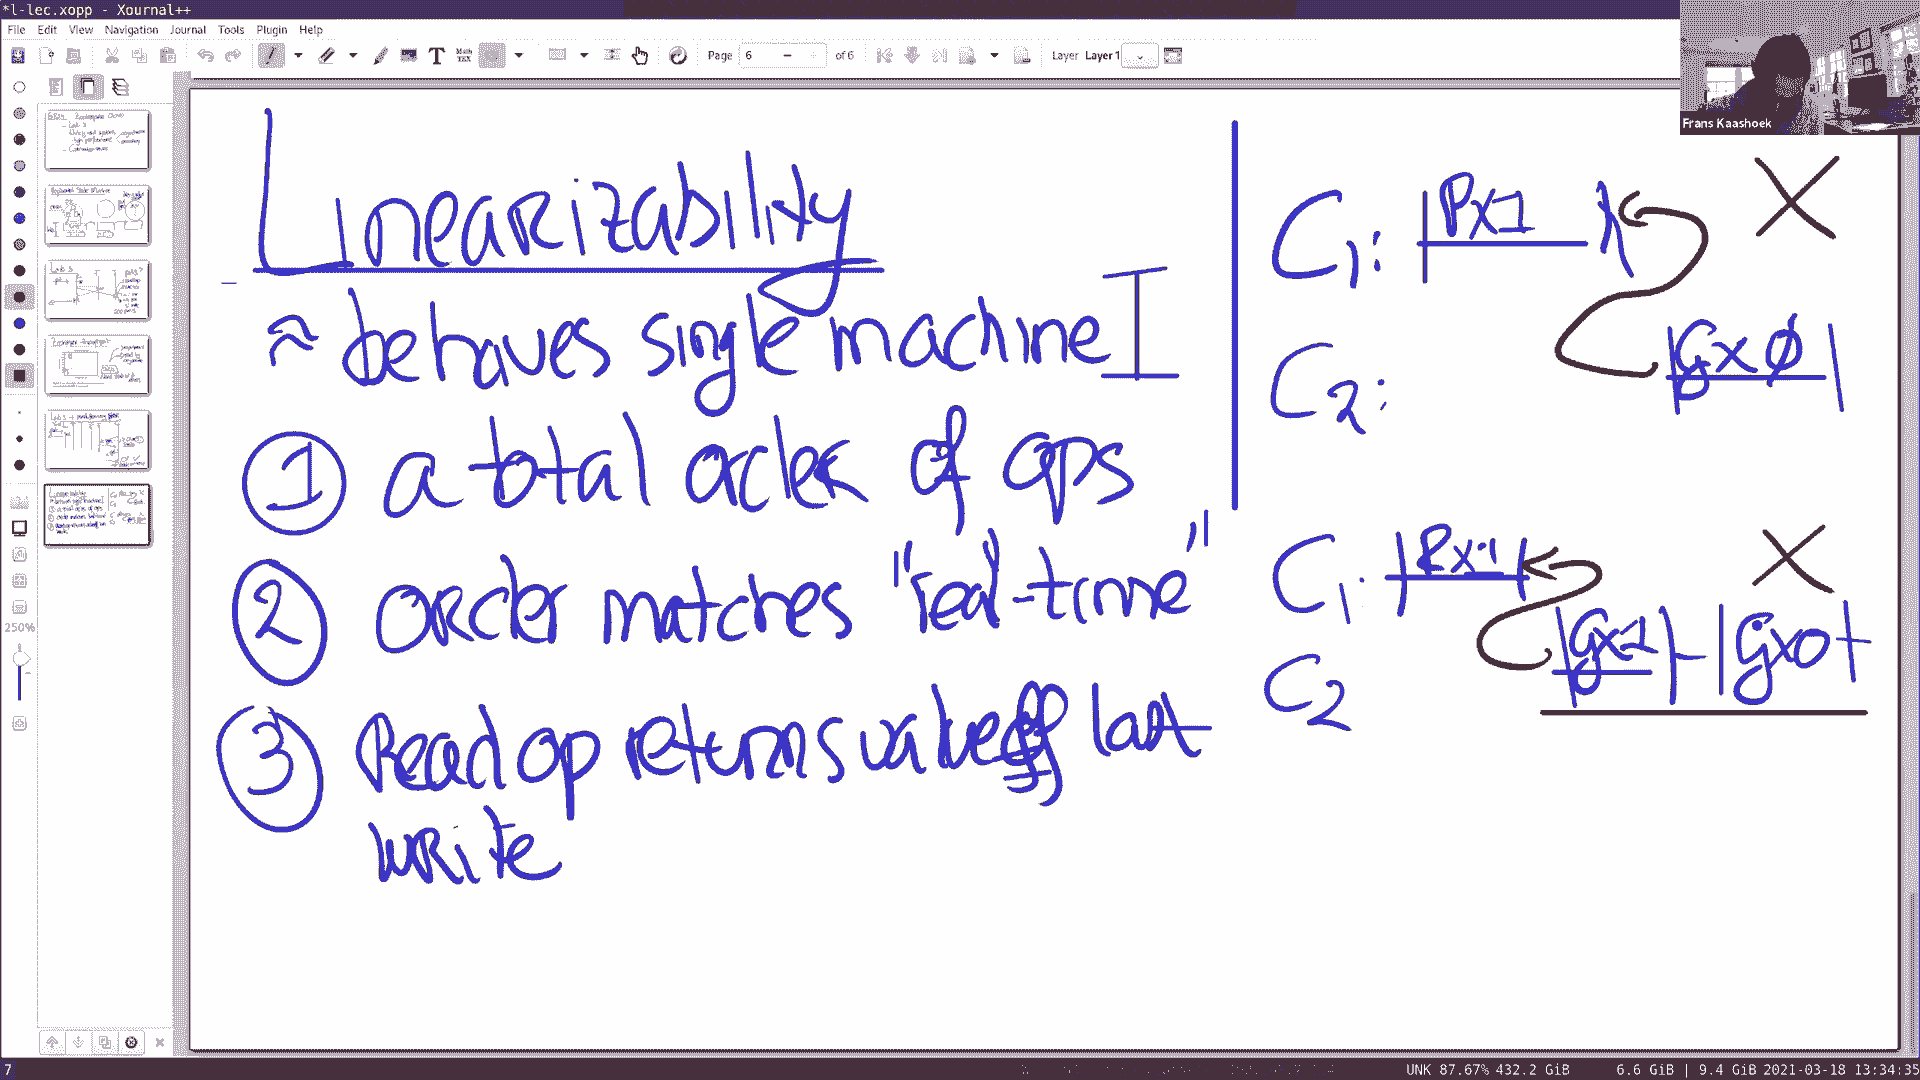 *l-lec.xopp - Xournal++
File Edit View Navigation Journal Tools Plugin Help
Page 6 of 6 Layer Layer1
Frans Kaashoek
250%
Linearizability
≈ behaves single machine
① a total order of ops
② order matches "real-time"
③ Read op returns value of last
write
C1: Px1
C2: Gx0
C1: Px1
C2 Gx1 Gx0
7
UNK 87.67% 432.2 GiB 6.6 GiB | 9.4 GiB 2021-03-18 13:34:35